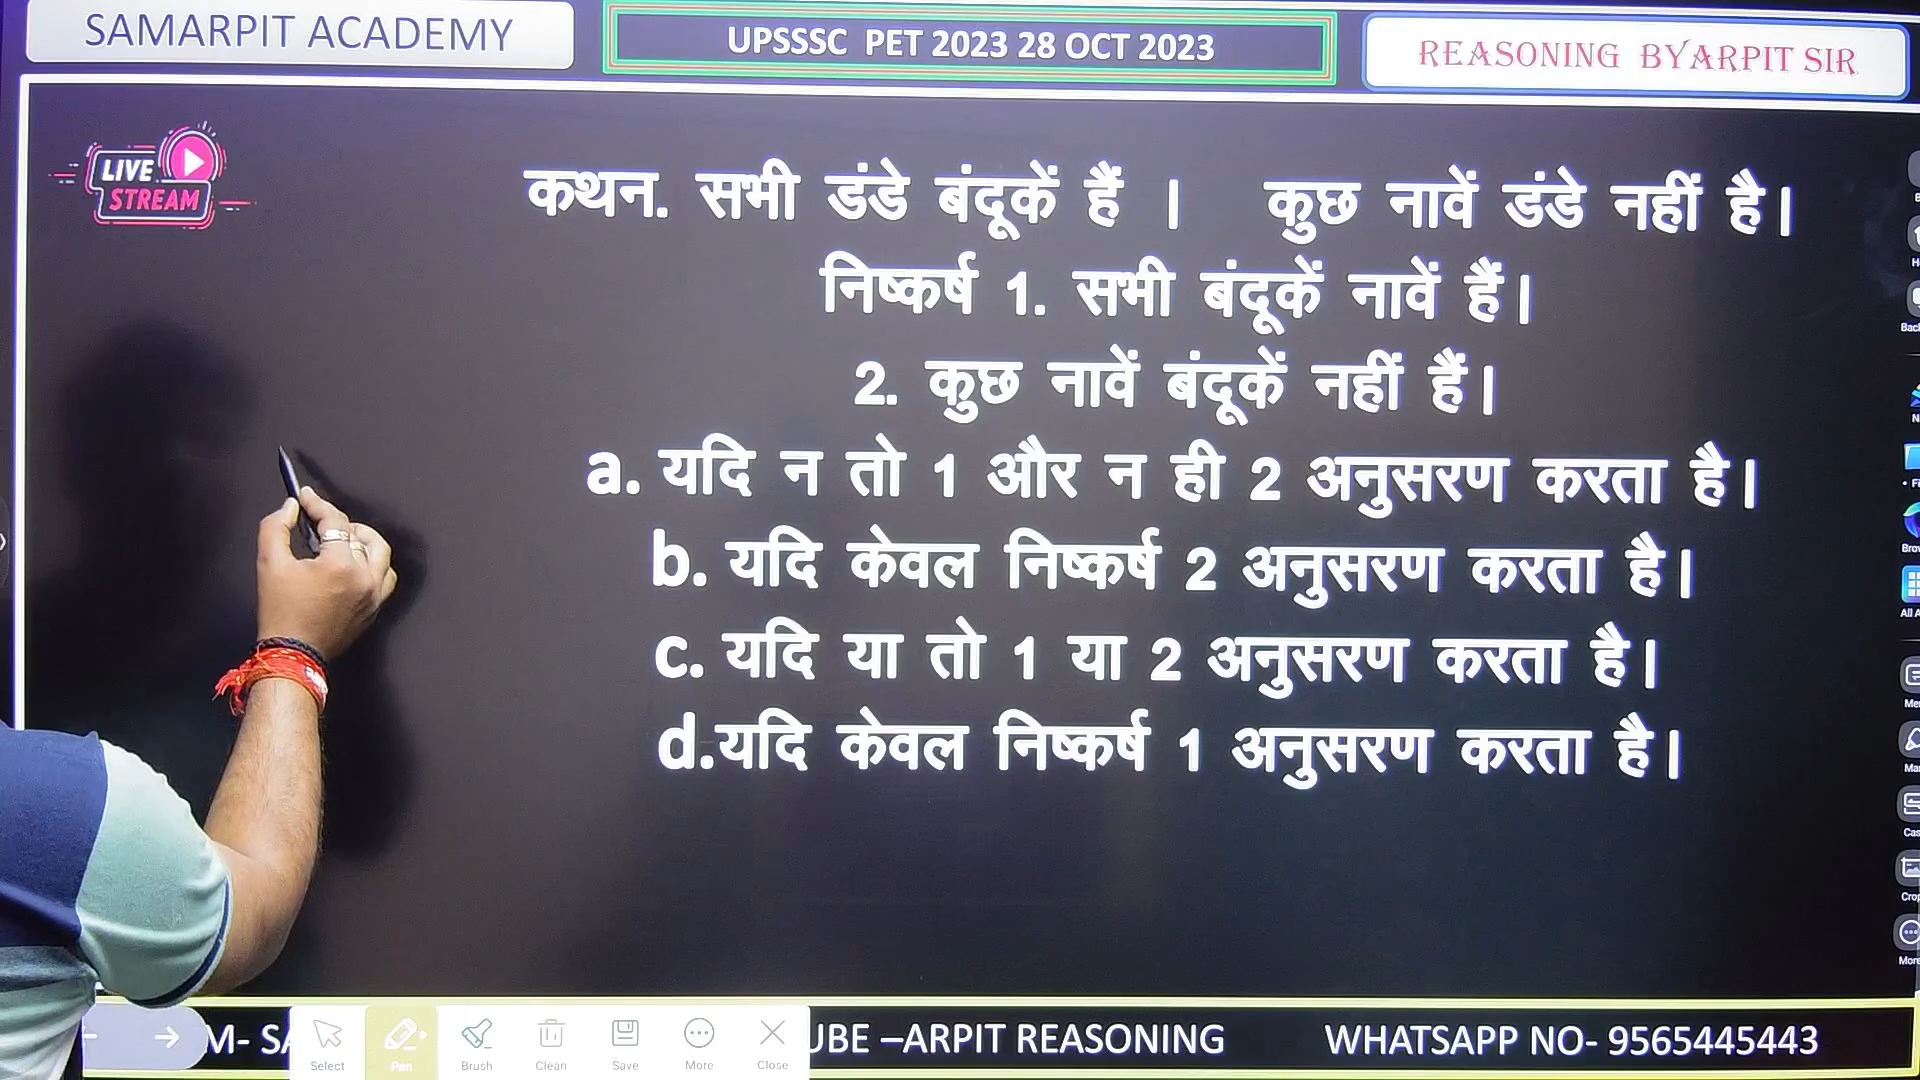 SAMARPIT ACADEMY
UPSSSC PET 2023 28 OCT 2023
REASONING BYARPIT SIR
LIVE
STREAM
कथन. सभी डंडे बंदूकें हैं । कुछ नावें डंडे नहीं है।
निष्कर्ष 1. सभी बंदूकें नावें हैं।
2. कुछ नावें बंदूकें नहीं हैं।
a. यदि न तो 1 और न ही 2 अनुसरण करता है।
b. यदि केवल निष्कर्ष 2 अनुसरण करता है।
c. यदि या तो 1 या 2 अनुसरण करता है।
d.यदि केवल निष्कर्ष 1 अनुसरण करता है।
M- SA UBE –ARPIT REASONING WHATSAPP NO- 9565445443
Select Pen Brush Clean Save More Close
All A
More